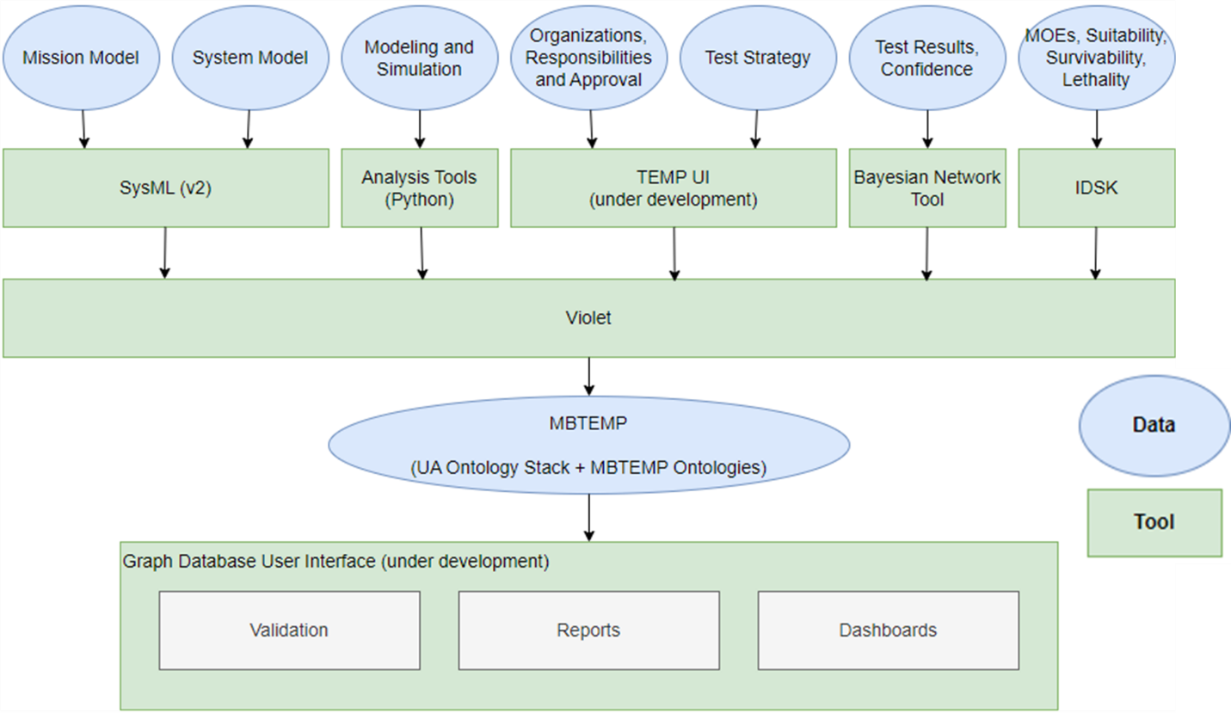 Mission Model
System Model
Modeling and
Simulation
Organizations,
Responsibilities
and Approval
Test Strategy
Test Results,
Confidence
MOEs, Suitability,
Survivability,
Lethality
SysML (v2)
Analysis Tools
(Python)
TEMP UI
(under development)
Bayesian Network
Tool
IDSK
Violet
MBTEMP
(UA Ontology Stack + MBTEMP Ontologies)
Data
Tool
Graph Database User Interface (under development)
Validation
Reports
Dashboards